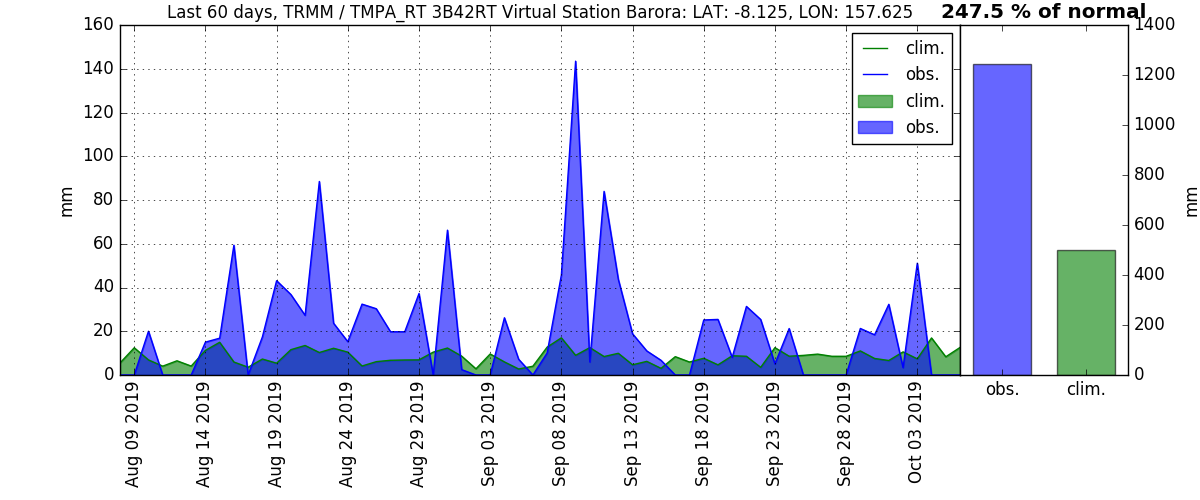 Last 60 days, TRMM / TMPA_RT 3B42RT Virtual Station Barora: LAT: -8.125, LON: 157.625
247.5 % of normal
160
140
120
100
80
60
40
20
0
mm
clim.
obs.
clim.
obs.
Aug 09 2019
Aug 14 2019
Aug 19 2019
Aug 24 2019
Aug 29 2019
Sep 03 2019
Sep 08 2019
Sep 13 2019
Sep 18 2019
Sep 23 2019
Sep 28 2019
Oct 03 2019
1400
1200
1000
800
600
400
200
0
mm
obs.
clim.